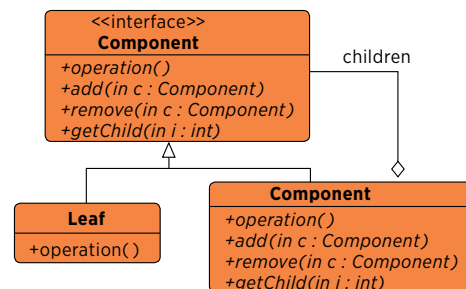 <<interface>>
Component
+operation()
+add(in c : Component)
+remove(in c : Component)
+getChild(in i : int)
children
Leaf
+operation()
Component
+operation()
+add(in c : Component)
+remove(in c : Component)
+getChild(in i : int)